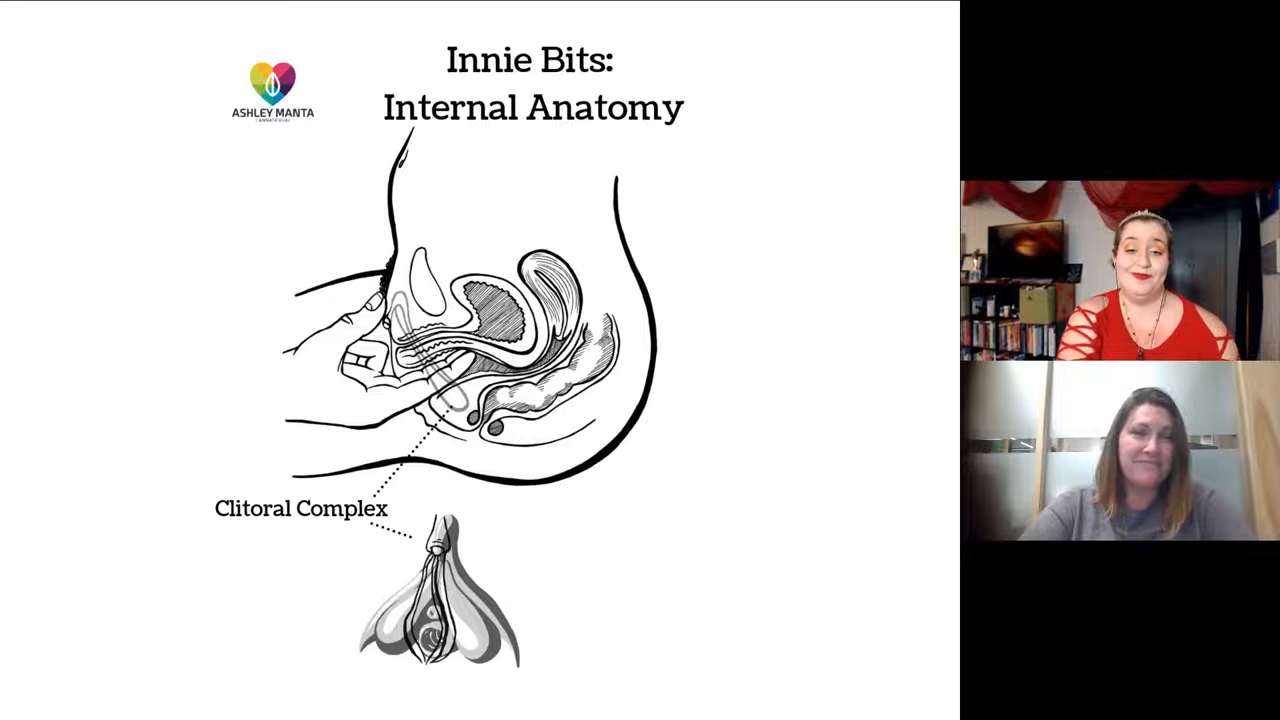 Innie Bits:
Internal Anatomy
ASHLEY MANTA
Clitoral Complex